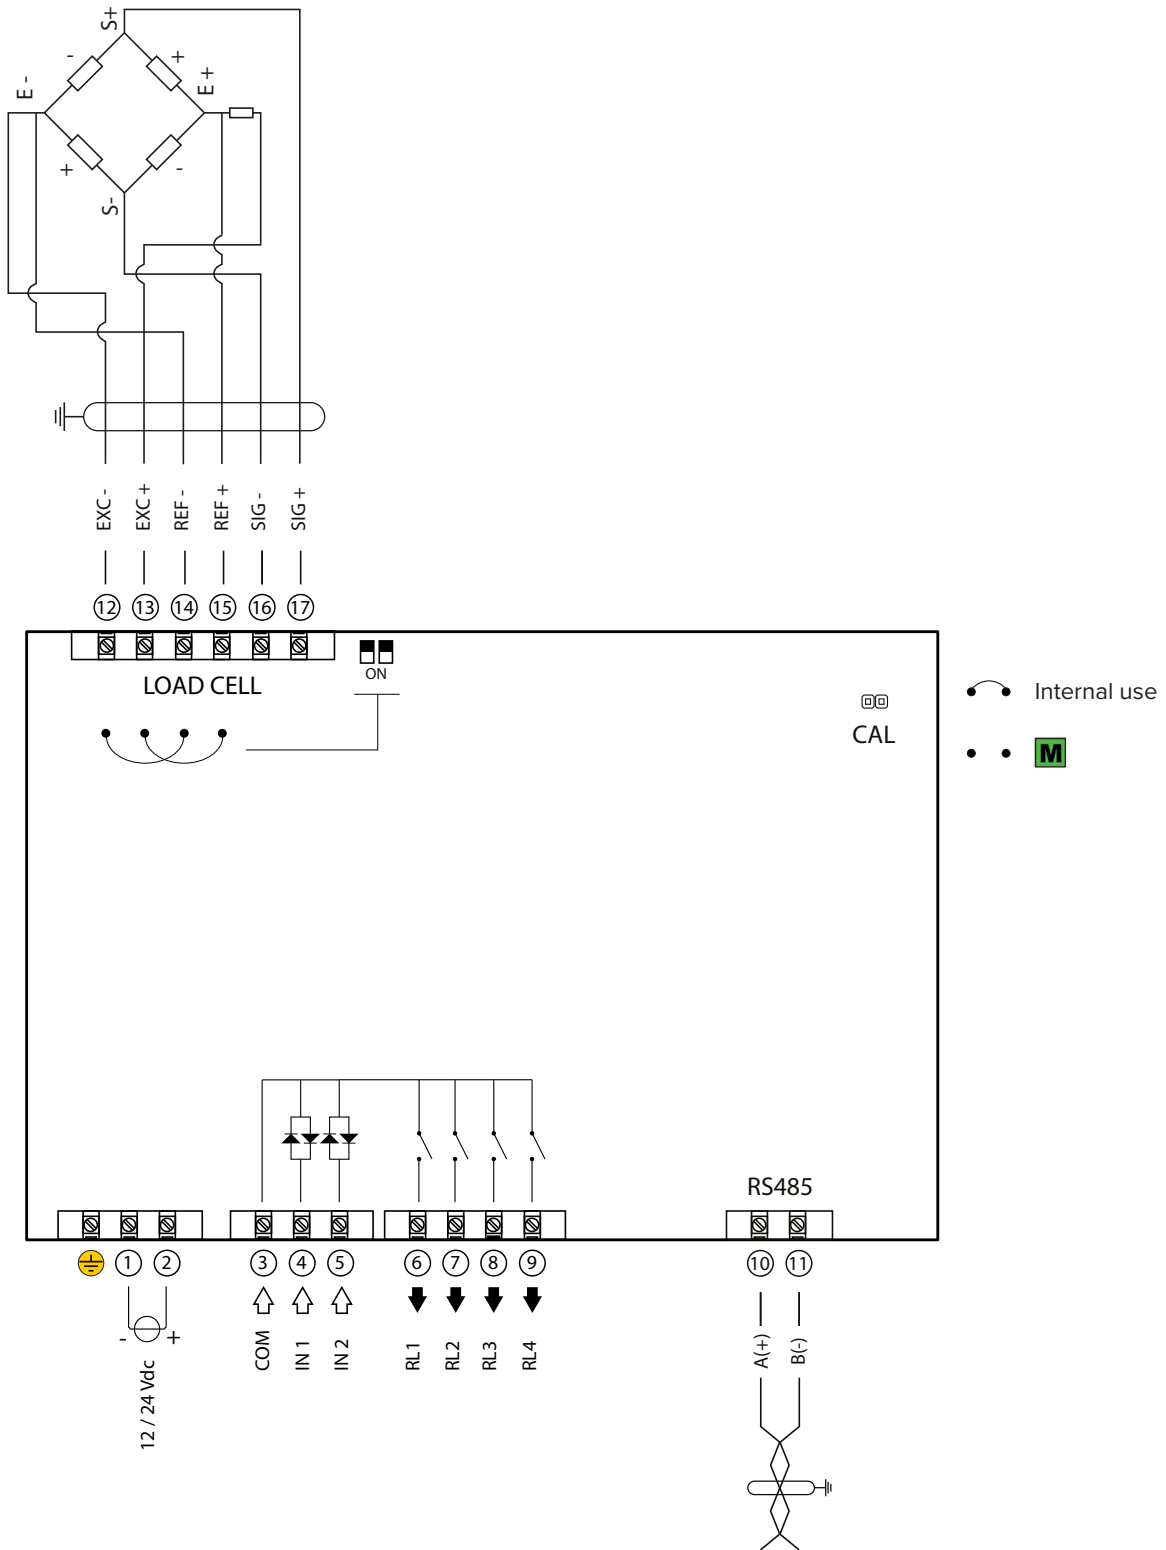 S+
- +
E - E +
+ -
S-
EXC - EXC + REF - REF + SIG - SIG +
12 13 14 15 16 17
ON
LOAD CELL
CAL
Internal use
M
RS485
1 2 3 4 5 6 7 8 9 10 11
- +
12 / 24 Vdc
COM IN 1 IN 2 RL1 RL2 RL3 RL4 A(+) B(-)